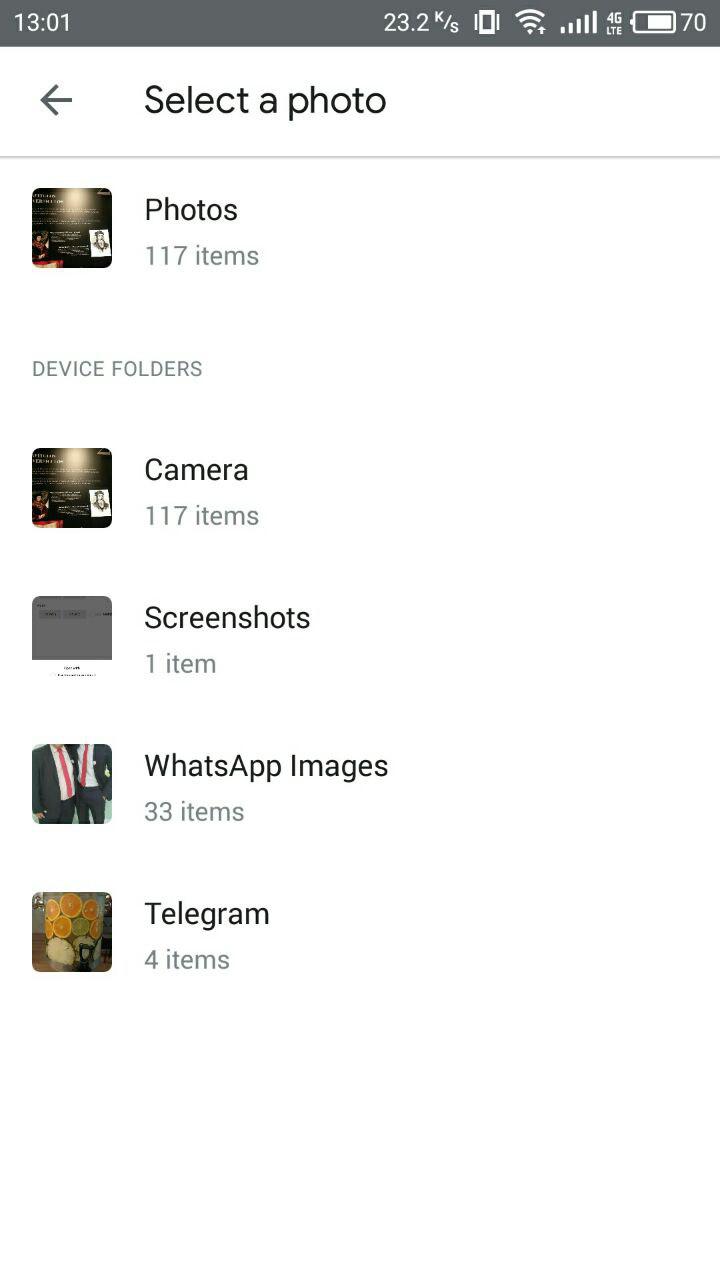 13:01 23.2 K/s 4G LTE 70
Select a photo
Photos
117 items
DEVICE FOLDERS
Camera
117 items
Screenshots
1 item
WhatsApp Images
33 items
Telegram
4 items